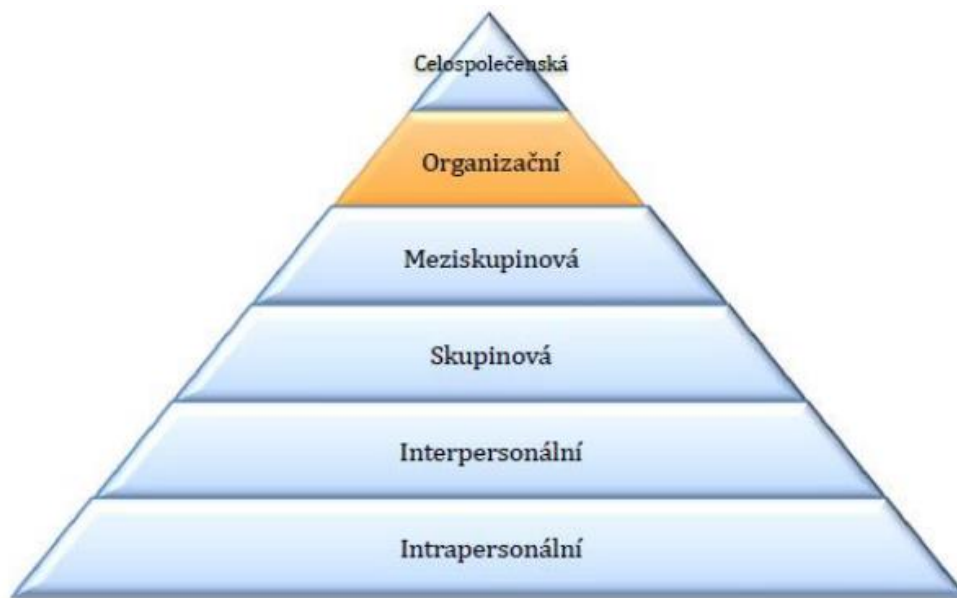 Celospolečenská
Organizační
Meziskupinová
Skupinová
Interpersonální
Intrapersonální